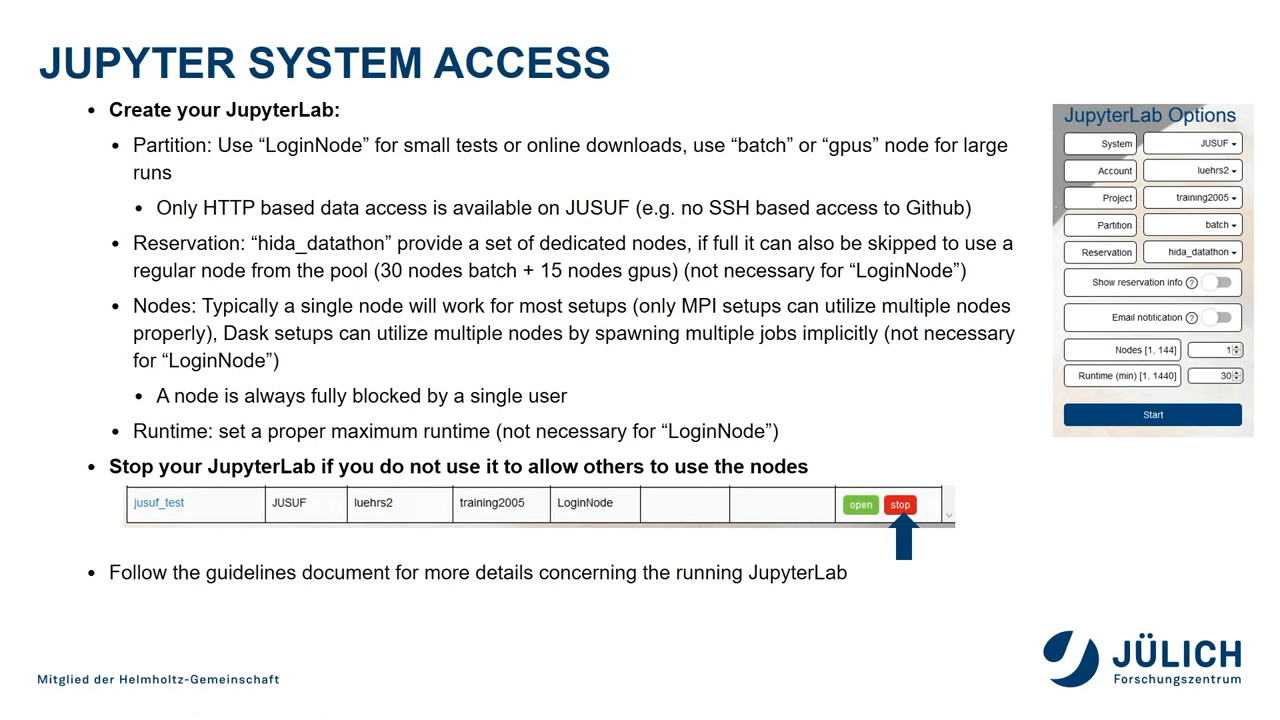 JUPYTER SYSTEM ACCESS
• Create your JupyterLab:
• Partition: Use “LoginNode” for small tests or online downloads, use “batch” or “gpus” node for large
runs
• Only HTTP based data access is available on JUSUF (e.g. no SSH based access to Github)
• Reservation: “hida_datathon” provide a set of dedicated nodes, if full it can also be skipped to use a
regular node from the pool (30 nodes batch + 15 nodes gpus) (not necessary for “LoginNode”)
• Nodes: Typically a single node will work for most setups (only MPI setups can utilize multiple nodes
properly), Dask setups can utilize multiple nodes by spawning multiple jobs implicitly (not necessary
for “LoginNode”)
• A node is always fully blocked by a single user
• Runtime: set a proper maximum runtime (not necessary for “LoginNode”)
• Stop your JupyterLab if you do not use it to allow others to use the nodes
jusuf_test JUSUF luehrs2 training2005 LoginNode open stop
• Follow the guidelines document for more details concerning the running JupyterLab
JupyterLab Options
System JUSUF
Account luehrs2
Project training2005
Partition batch
Reservation hida_datathon
Show reservation info ?
Email notification ?
Nodes [1, 144] 1
Runtime (min) [1, 1440] 30
Start
Mitglied der Helmholtz-Gemeinschaft
JÜLICH
Forschungszentrum